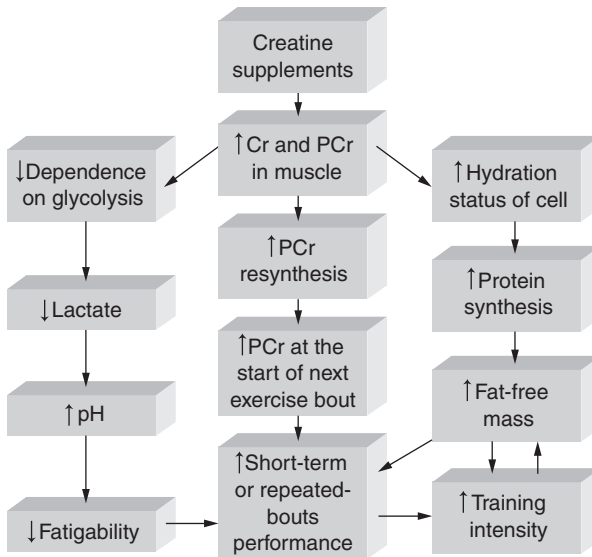 Creatine
supplements
↑Cr and PCr
in muscle
↓Dependence
on glycolysis
↑Hydration
status of cell
↑PCr
resynthesis
↑Protein
synthesis
↓Lactate
↑PCr at the
start of next
exercise bout
↑Fat-free
mass
↑pH
↑Short-term
or repeated-
bouts
performance
↑Training
intensity
↓Fatigability